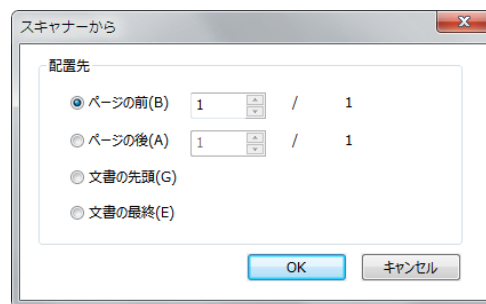 スキャナーから
配置先
ページの前(B) 1 / 1
ページの後(A) 1 / 1
文書の先頭(G)
文書の最終(E)
OK キャンセル